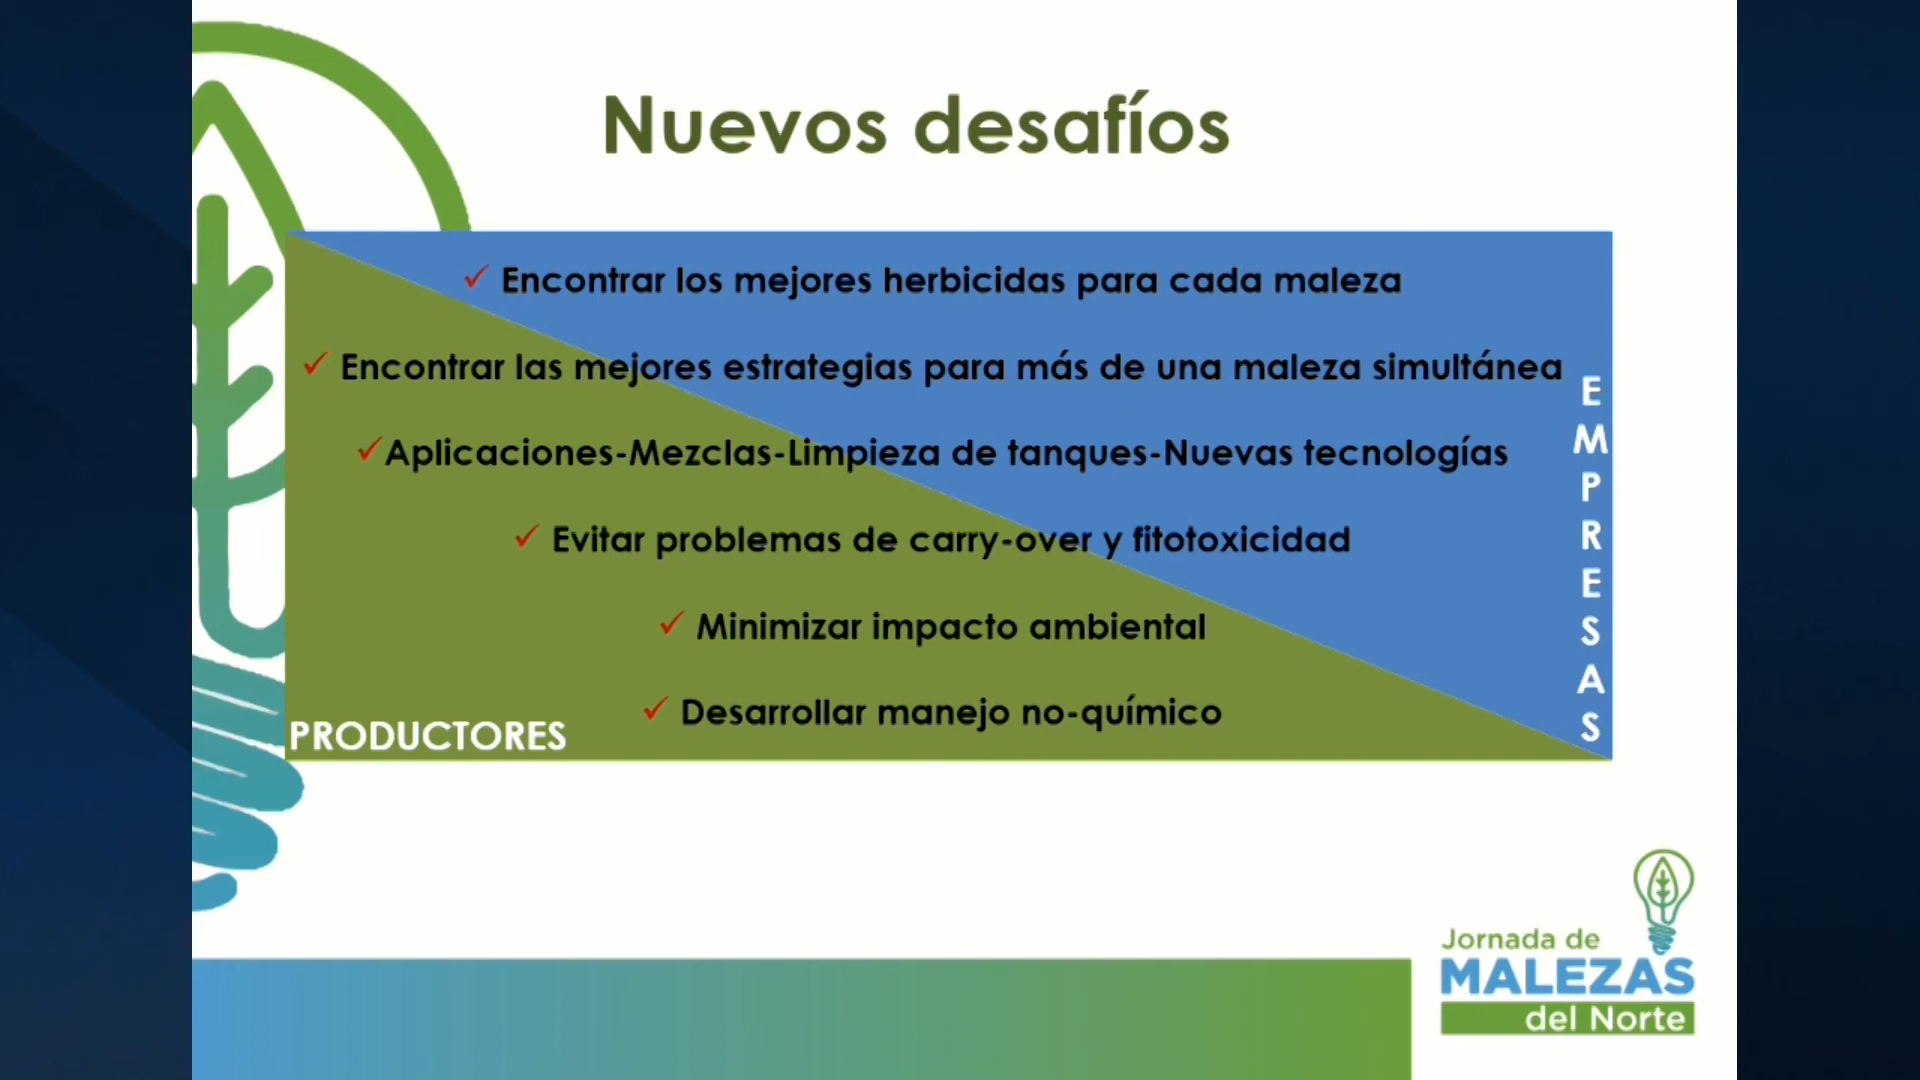 Nuevos desafíos
✓ Encontrar los mejores herbicidas para cada maleza
✓ Encontrar las mejores estrategias para más de una maleza simultánea
✓Aplicaciones-Mezclas-Limpieza de tanques-Nuevas tecnologías
✓ Evitar problemas de carry-over y fitotoxicidad
✓ Minimizar impacto ambiental
✓ Desarrollar manejo no-químico
PRODUCTORES
EMPRESAS
Jornada de
MALEZAS
del Norte